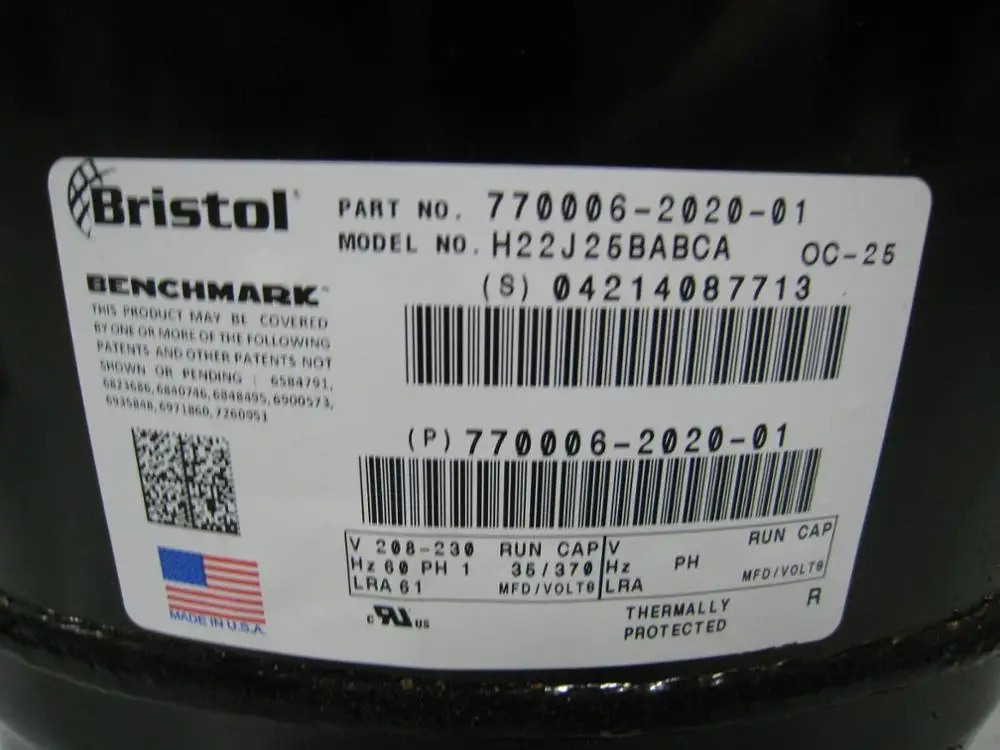 Bristol®
PART NO. 770006-2020-01
MODEL NO. H22J25BABCA OC-25
(S) 04214087713
BENCHMARK™
THIS PRODUCT MAY BE COVERED
BY ONE OR MORE OF THE FOLLOWING
PATENTS AND OTHER PATENTS NOT
SHOWN OR PENDING : 6584791,
6823686, 6840746, 6848495, 6900573,
6935848, 6971860, 7260951
(P) 770006-2020-01
V 208-230 RUN CAP
Hz 60 PH 1 35/370
LRA 61 MFD/VOLTS
V RUN CAP
Hz PH
LRA MFD/VOLTS
MADE IN U.S.A.
c RU US
THERMALLY R
PROTECTED